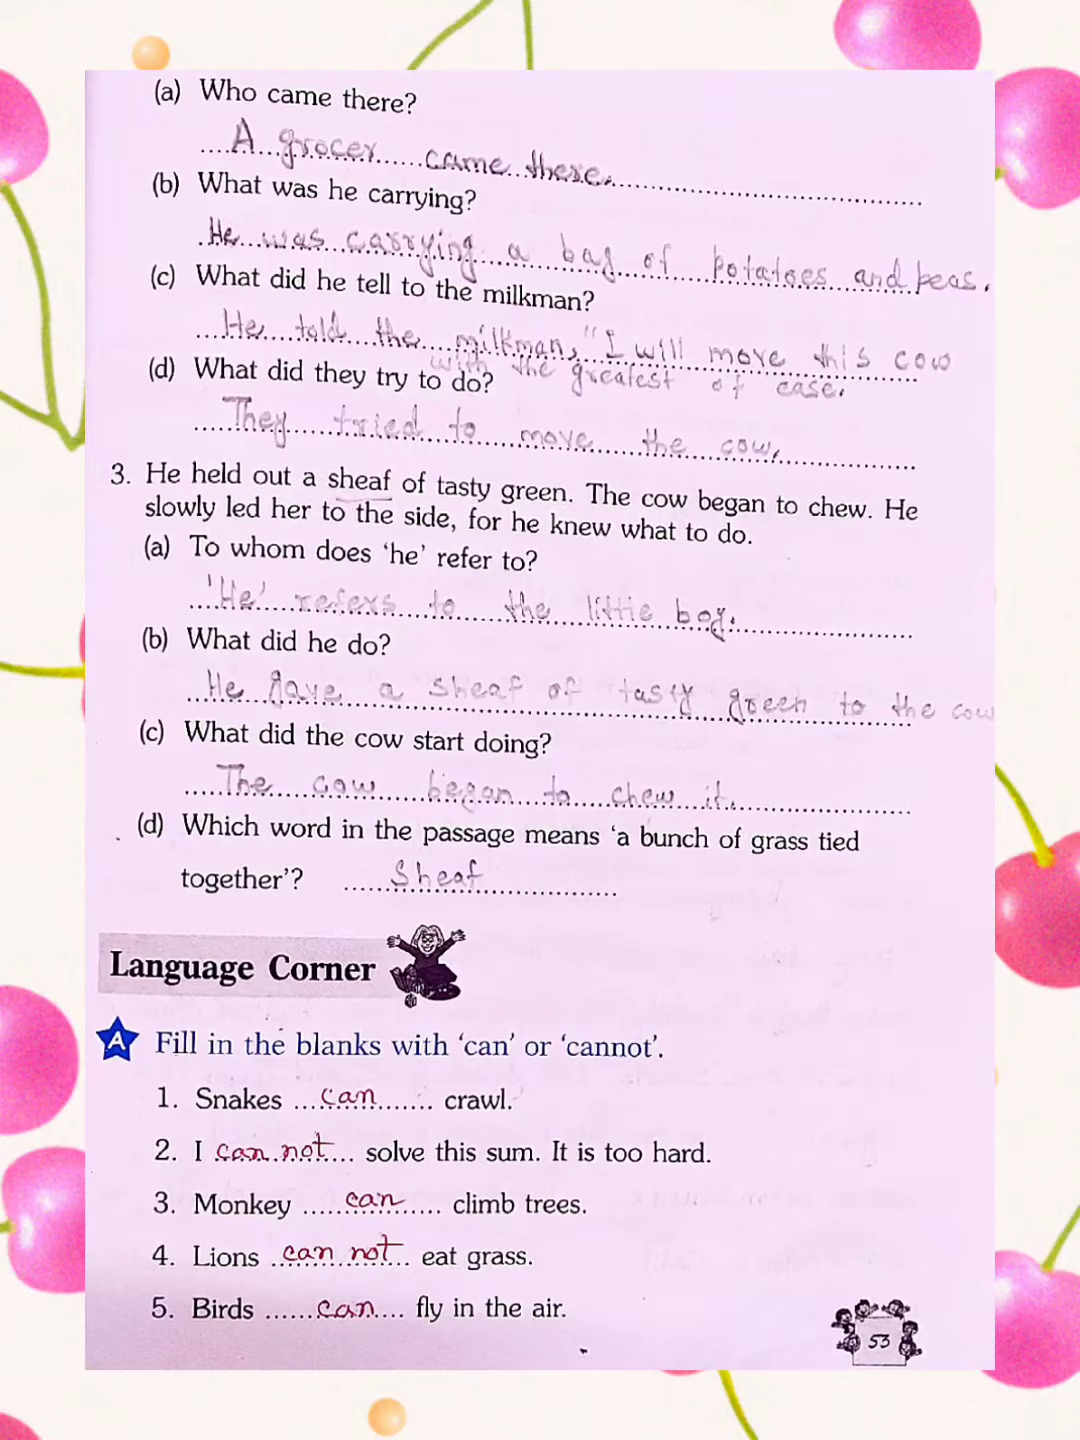 (a) Who came there?
A grocer came there.
(b) What was he carrying?
He was carrying a bag of potatoes and peas.
(c) What did he tell to the milkman?
He told the milkman, "I will move this cow
with the greatest of ease.
(d) What did they try to do?
They tried to move the cow.
3. He held out a sheaf of tasty green. The cow began to chew. He
slowly led her to the side, for he knew what to do.
(a) To whom does 'he' refer to?
'He' refers to the little boy.
(b) What did he do?
He gave a sheaf of tasty green to the cow
(c) What did the cow start doing?
The cow began to chew it.
(d) Which word in the passage means 'a bunch of grass tied
together'? Sheaf
Language Corner
A Fill in the blanks with 'can' or 'cannot'.
1. Snakes can crawl.
2. I can not solve this sum. It is too hard.
3. Monkey can climb trees.
4. Lions can not eat grass.
5. Birds can fly in the air.
53